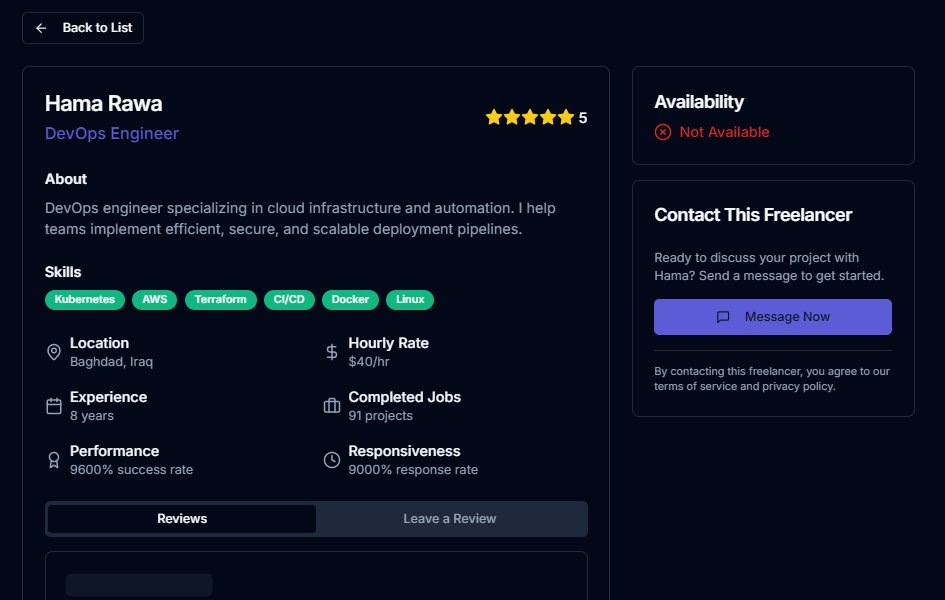 Back to List
Hama Rawa
DevOps Engineer
5
About
DevOps engineer specializing in cloud infrastructure and automation. I help
teams implement efficient, secure, and scalable deployment pipelines.
Skills
Kubernetes AWS Terraform CI/CD Docker Linux
Location
Baghdad, Iraq
Hourly Rate
$40/hr
Experience
8 years
Completed Jobs
91 projects
Performance
9600% success rate
Responsiveness
9000% response rate
Reviews
Leave a Review
Availability
Not Available
Contact This Freelancer
Ready to discuss your project with
Hama? Send a message to get started.
Message Now
By contacting this freelancer, you agree to our
terms of service and privacy policy.